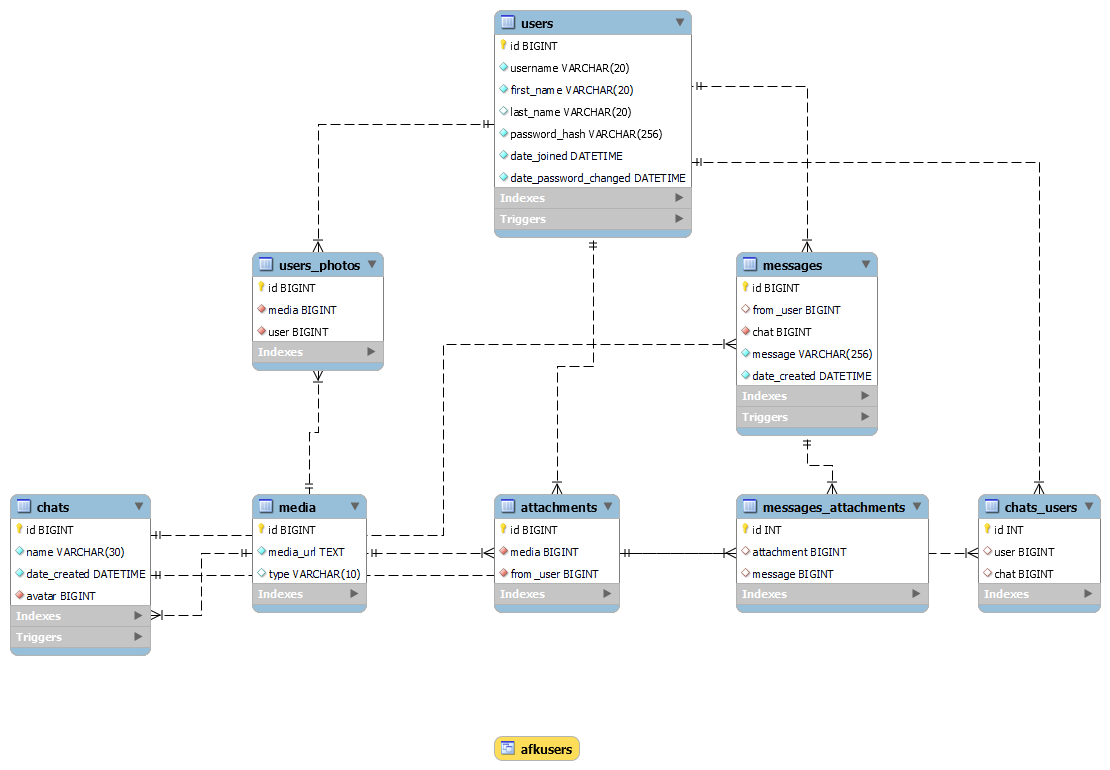 users
id BIGINT
username VARCHAR(20)
first_name VARCHAR(20)
last_name VARCHAR(20)
password_hash VARCHAR(256)
date_joined DATETIME
date_password_changed DATETIME
Indexes
Triggers
users_photos
id BIGINT
media BIGINT
user BIGINT
Indexes
messages
id BIGINT
from_user BIGINT
chat BIGINT
message VARCHAR(256)
date_created DATETIME
Indexes
Triggers
chats
id BIGINT
name VARCHAR(30)
date_created DATETIME
avatar BIGINT
Indexes
Triggers
media
id BIGINT
media_url TEXT
type VARCHAR(10)
Indexes
attachments
id BIGINT
media BIGINT
from_user BIGINT
Indexes
messages_attachments
id INT
attachment BIGINT
message BIGINT
Indexes
chats_users
id INT
user BIGINT
chat BIGINT
Indexes
afkusers